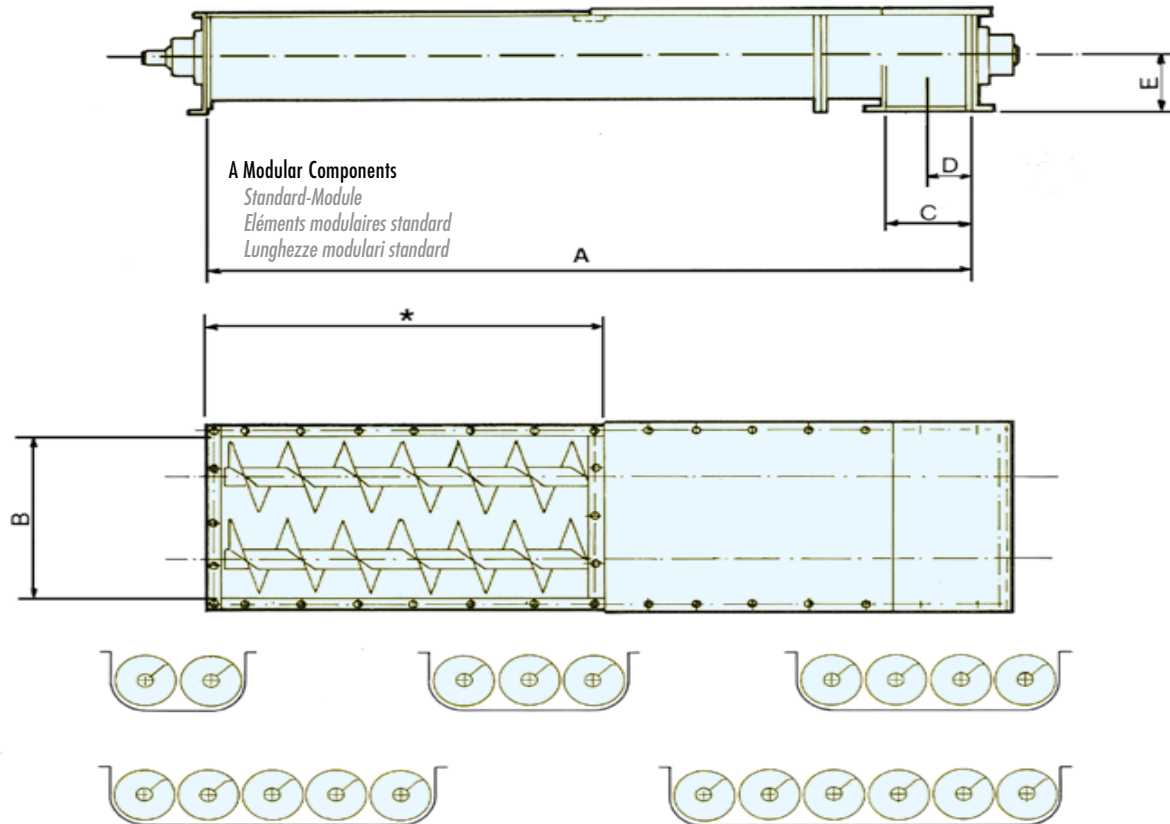 E
A Modular Components
Standard-Module
Eléments modulaires standard
Lunghezze modulari standard
D
C
A
*
B